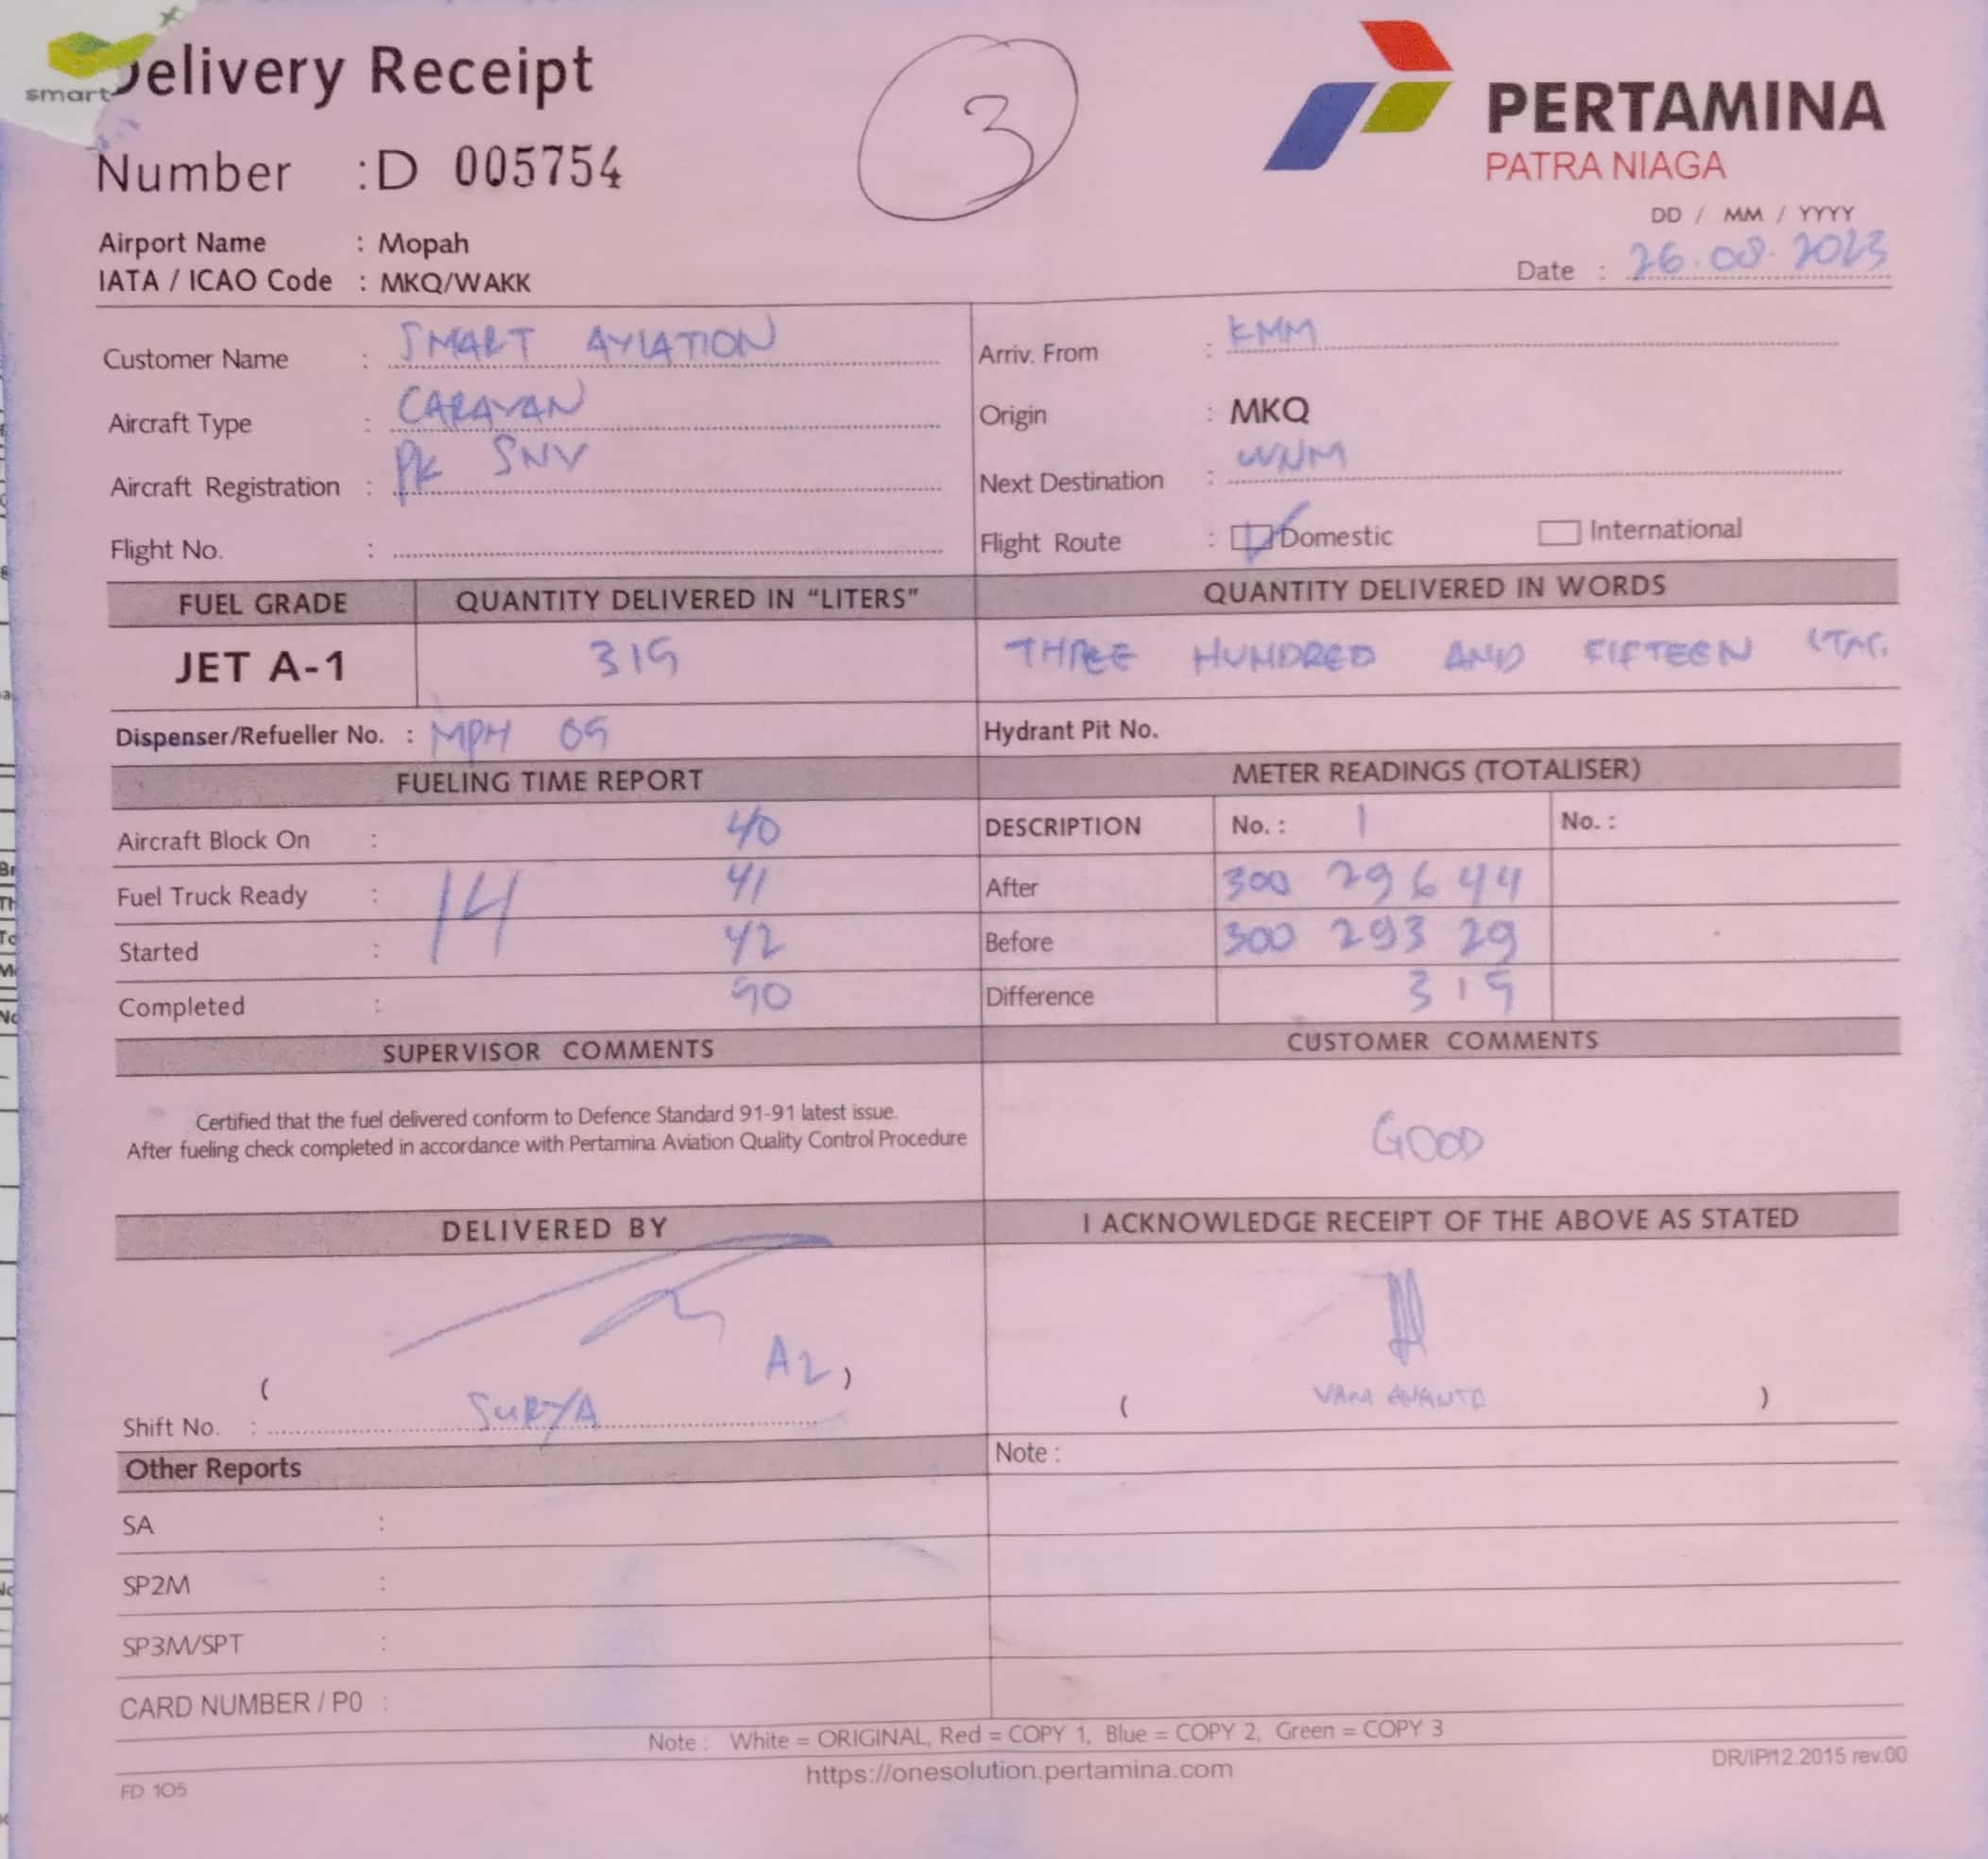 smart
Delivery Receipt
3
PERTAMINA
PATRA NIAGA
Number : D 005754
DD / MM / YYYY
Airport Name : Mopah
IATA / ICAO Code : MKQ/WAKK
Date : 26.08.2023
Customer Name : SMART AVIATION
Arriv. From : KMM
Aircraft Type : CARAVAN
Origin : MKQ
Aircraft Registration : PK SNV
Next Destination : WNM
Flight No. :
Flight Route : Domestic International
FUEL GRADE QUANTITY DELIVERED IN "LITERS" QUANTITY DELIVERED IN WORDS
JET A-1 315 THREE HUNDRED AND FIFTEEN
Dispenser/Refueller No. : MPH 05 Hydrant Pit No.
FUELING TIME REPORT METER READINGS (TOTALISER)
Aircraft Block On : 40 DESCRIPTION No. : 1 No. :
Fuel Truck Ready : 14 41 After 300 296 44
Started : 42 Before 300 293 29
Completed : 50 Difference 315
SUPERVISOR COMMENTS CUSTOMER COMMENTS
Certified that the fuel delivered conform to Defence Standard 91-91 latest issue.
After fueling check completed in accordance with Pertamina Aviation Quality Control Procedure
GOOD
DELIVERED BY I ACKNOWLEDGE RECEIPT OF THE ABOVE AS STATED
( A2 )
( )
Shift No. : SURYA
Other Reports Note :
SA :
SP2M :
SP3M/SPT :
CARD NUMBER / P0 :
Note : White = ORIGINAL, Red = COPY 1, Blue = COPY 2, Green = COPY 3
FD 105 https://onesolution.pertamina.com DR/IP/12.2015 rev.00